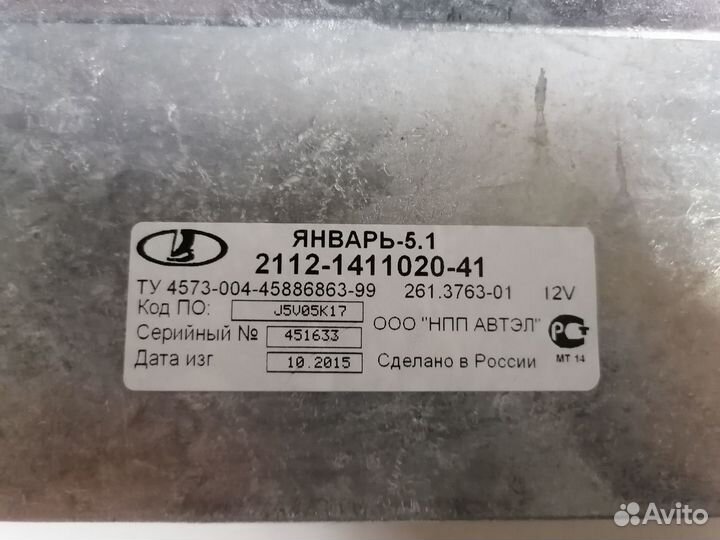 ЯНВАРЬ-5.1
2112-1411020-41
ТУ 4573-004-45886863-99 261.3763-01 12V
Код ПО: J5V05K17 ООО "НПП АВТЭЛ"
Серийный № 451633
Дата изг 10.2015 Сделано в России МТ 14
Avito